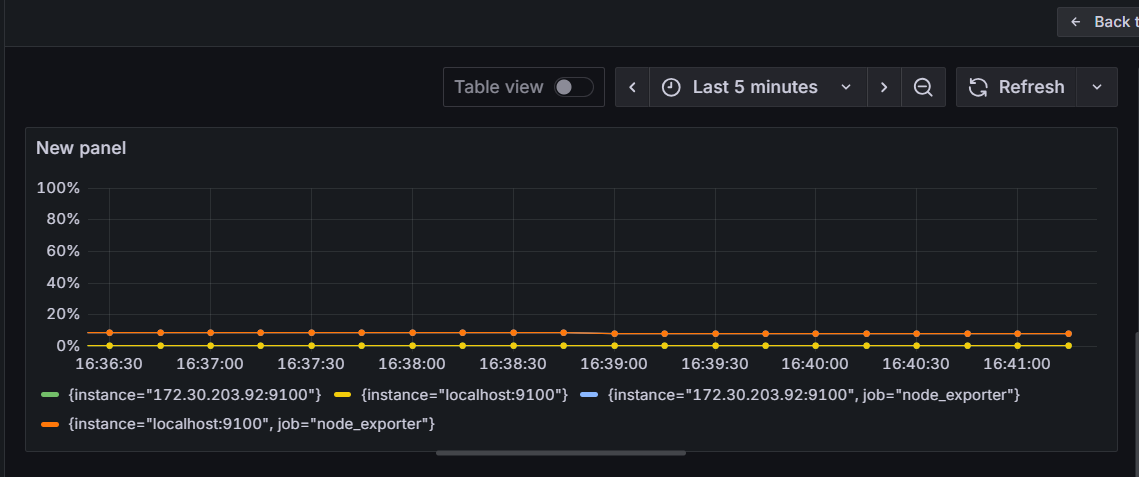 ← Back t
Table view
Last 5 minutes
Refresh
New panel
100%
80%
60%
40%
20%
0%
16:36:30 16:37:00 16:37:30 16:38:00 16:38:30 16:39:00 16:39:30 16:40:00 16:40:30 16:41:00
{instance="172.30.203.92:9100"} {instance="localhost:9100"} {instance="172.30.203.92:9100", job="node_exporter"}
{instance="localhost:9100", job="node_exporter"}